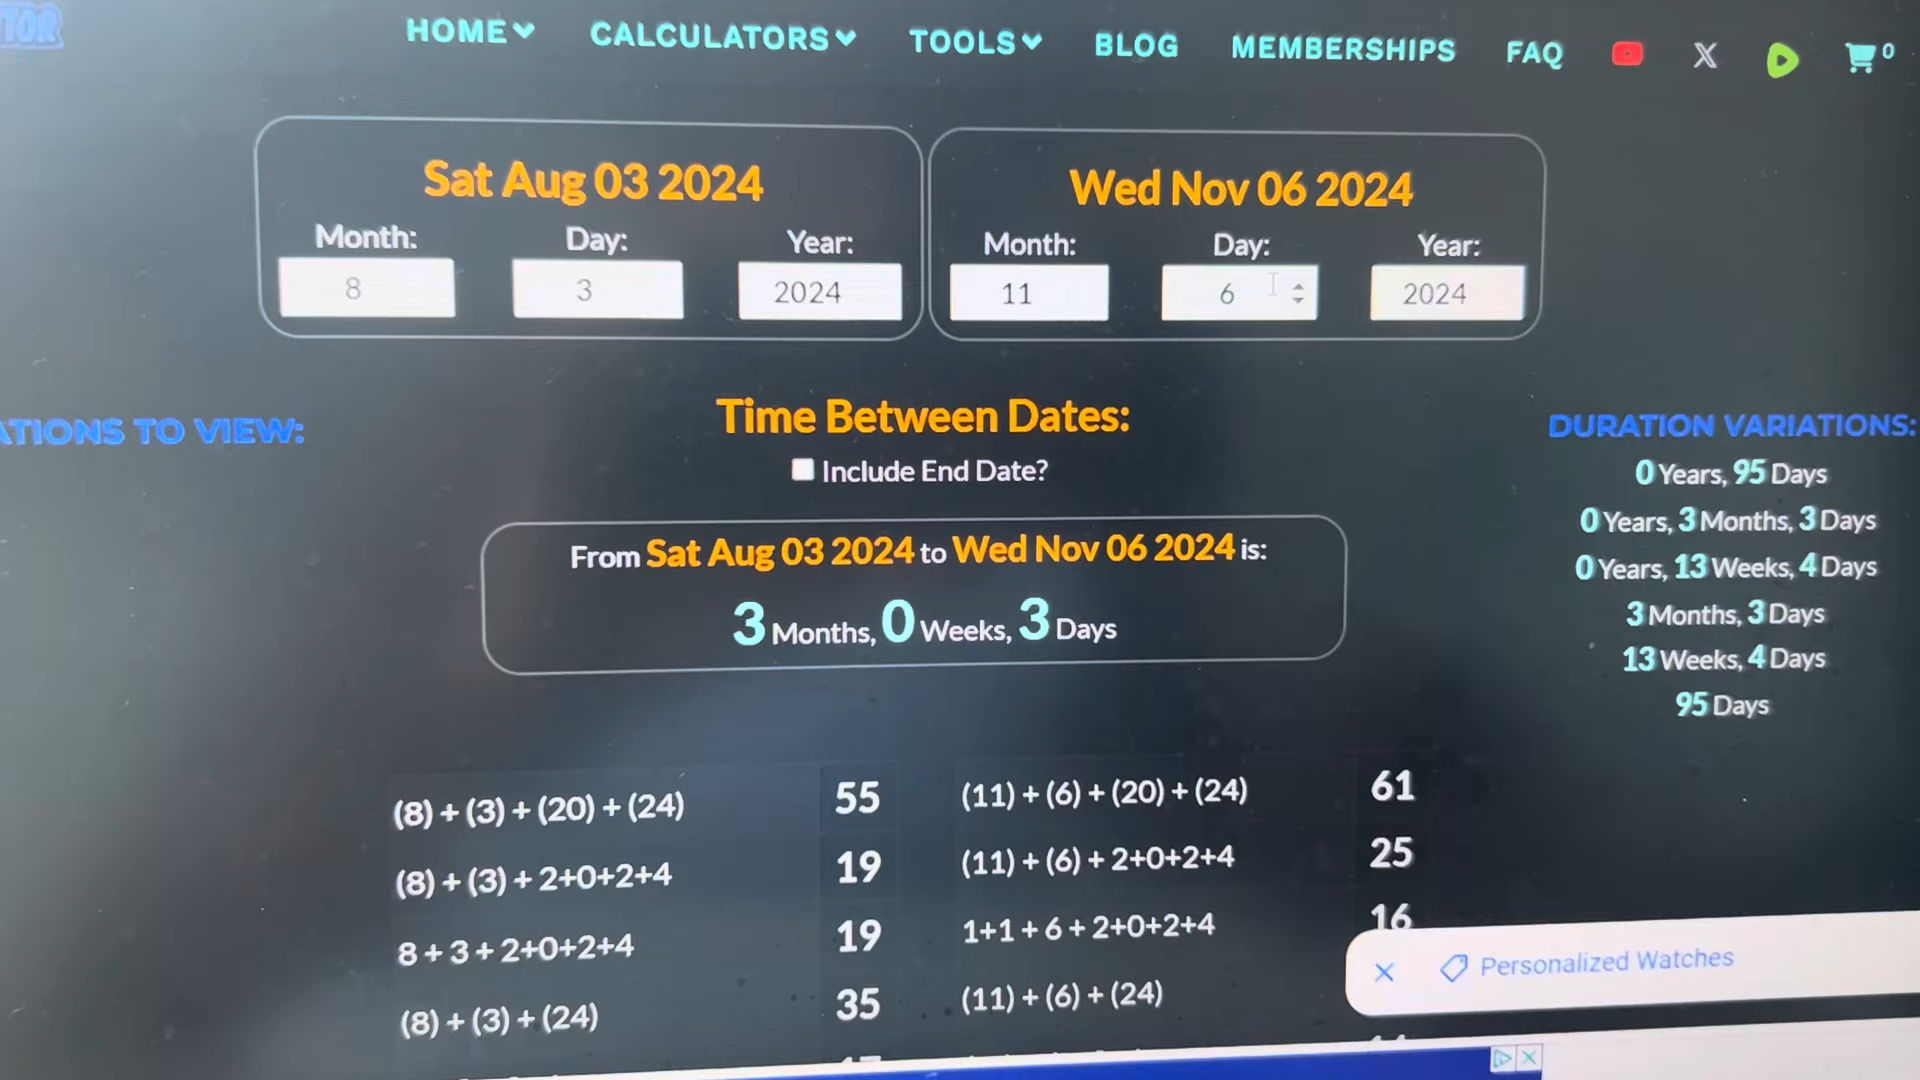 HOME CALCULATORS TOOLS BLOG MEMBERSHIPS FAQ X 0
Sat Aug 03 2024
Month: Day: Year:
8 3 2024
Wed Nov 06 2024
Month: Day: Year:
11 6 2024
Time Between Dates:
Include End Date?
From Sat Aug 03 2024 to Wed Nov 06 2024 is:
3 Months, 0 Weeks, 3 Days
TO VIEW:
DURATION VARIATIONS:
0 Years, 95 Days
0 Years, 3 Months, 3 Days
0 Years, 13 Weeks, 4 Days
3 Months, 3 Days
13 Weeks, 4 Days
95 Days
(8) + (3) + (20) + (24) 55
(8) + (3) + 2+0+2+4 19
8 + 3 + 2+0+2+4 19
(8) + (3) + (24) 35
(11) + (6) + (20) + (24) 61
(11) + (6) + 2+0+2+4 25
1+1 + 6 + 2+0+2+4 16
(11) + (6) + (24)
Personalized Watches